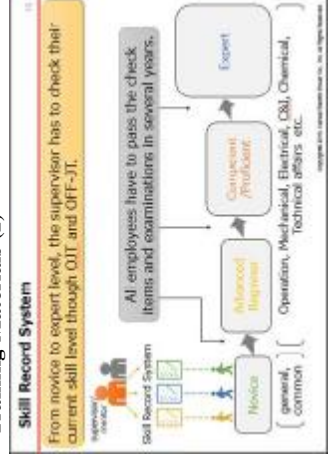 Skill Record System
From novice to expert level, the supervisor has to check their
current skill level though OJT and OFF-JT.
All employees have to pass the check
items and examinations in several years.
supervisor/
mentor
Skill Record System
Novice
Advanced
Beginner
Competent
/Proficient
Expert
general,
common
Operation, Mechanical, Electrical, C&I, Chemical,
Technical affairs etc.